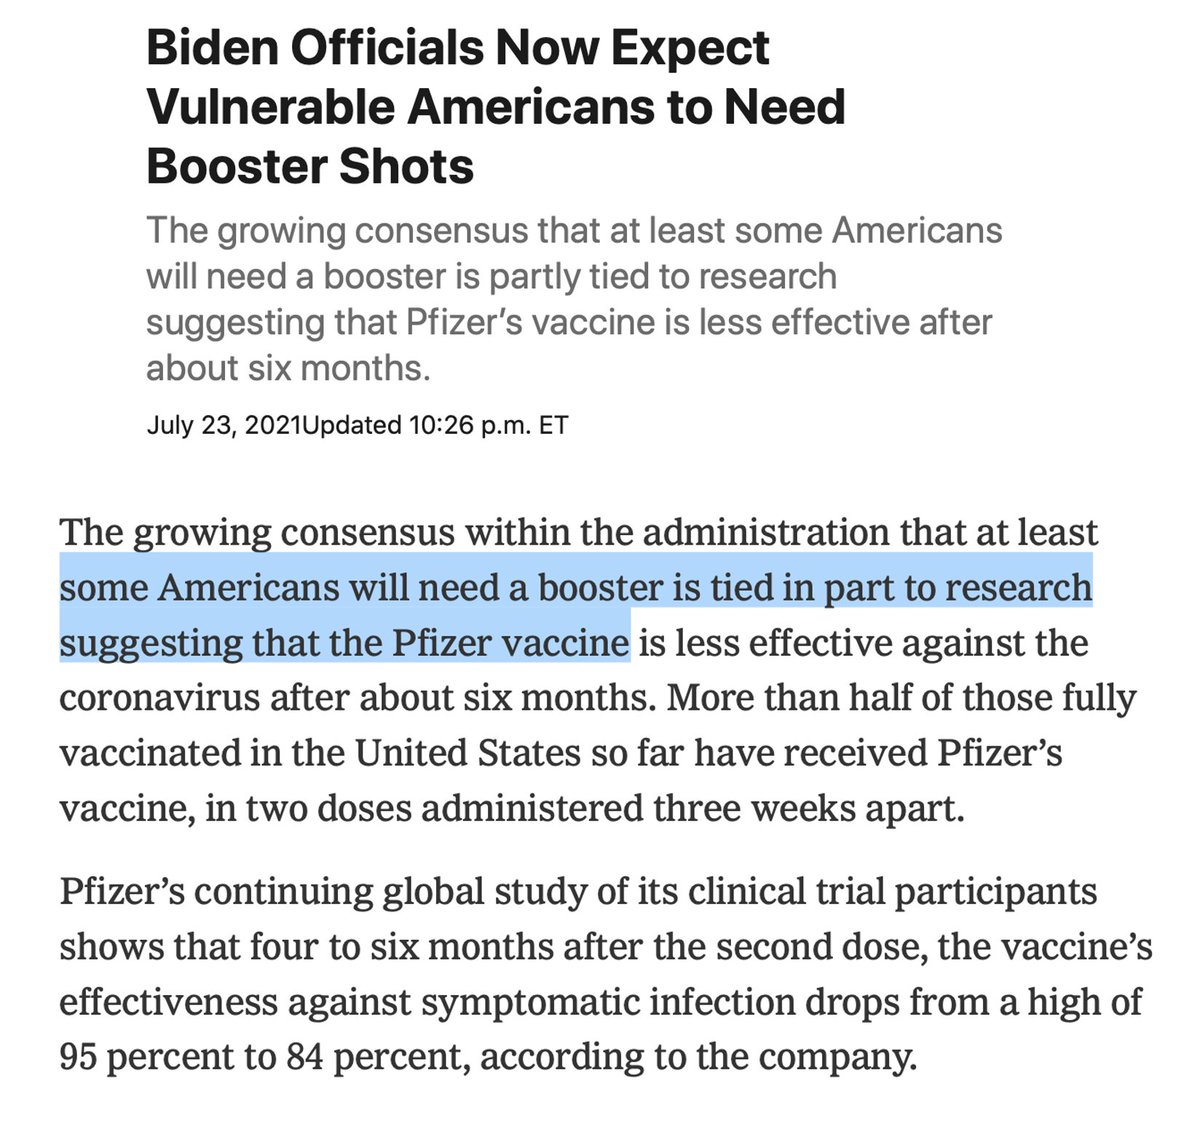 Biden Officials Now Expect
Vulnerable Americans to Need
Booster Shots
The growing consensus that at least some Americans
will need a booster is partly tied to research
suggesting that Pfizer’s vaccine is less effective after
about six months.
July 23, 2021Updated 10:26 p.m. ET
The growing consensus within the administration that at least
some Americans will need a booster is tied in part to research
suggesting that the Pfizer vaccine is less effective against the
coronavirus after about six months. More than half of those fully
vaccinated in the United States so far have received Pfizer’s
vaccine, in two doses administered three weeks apart.
Pfizer’s continuing global study of its clinical trial participants
shows that four to six months after the second dose, the vaccine’s
effectiveness against symptomatic infection drops from a high of
95 percent to 84 percent, according to the company.